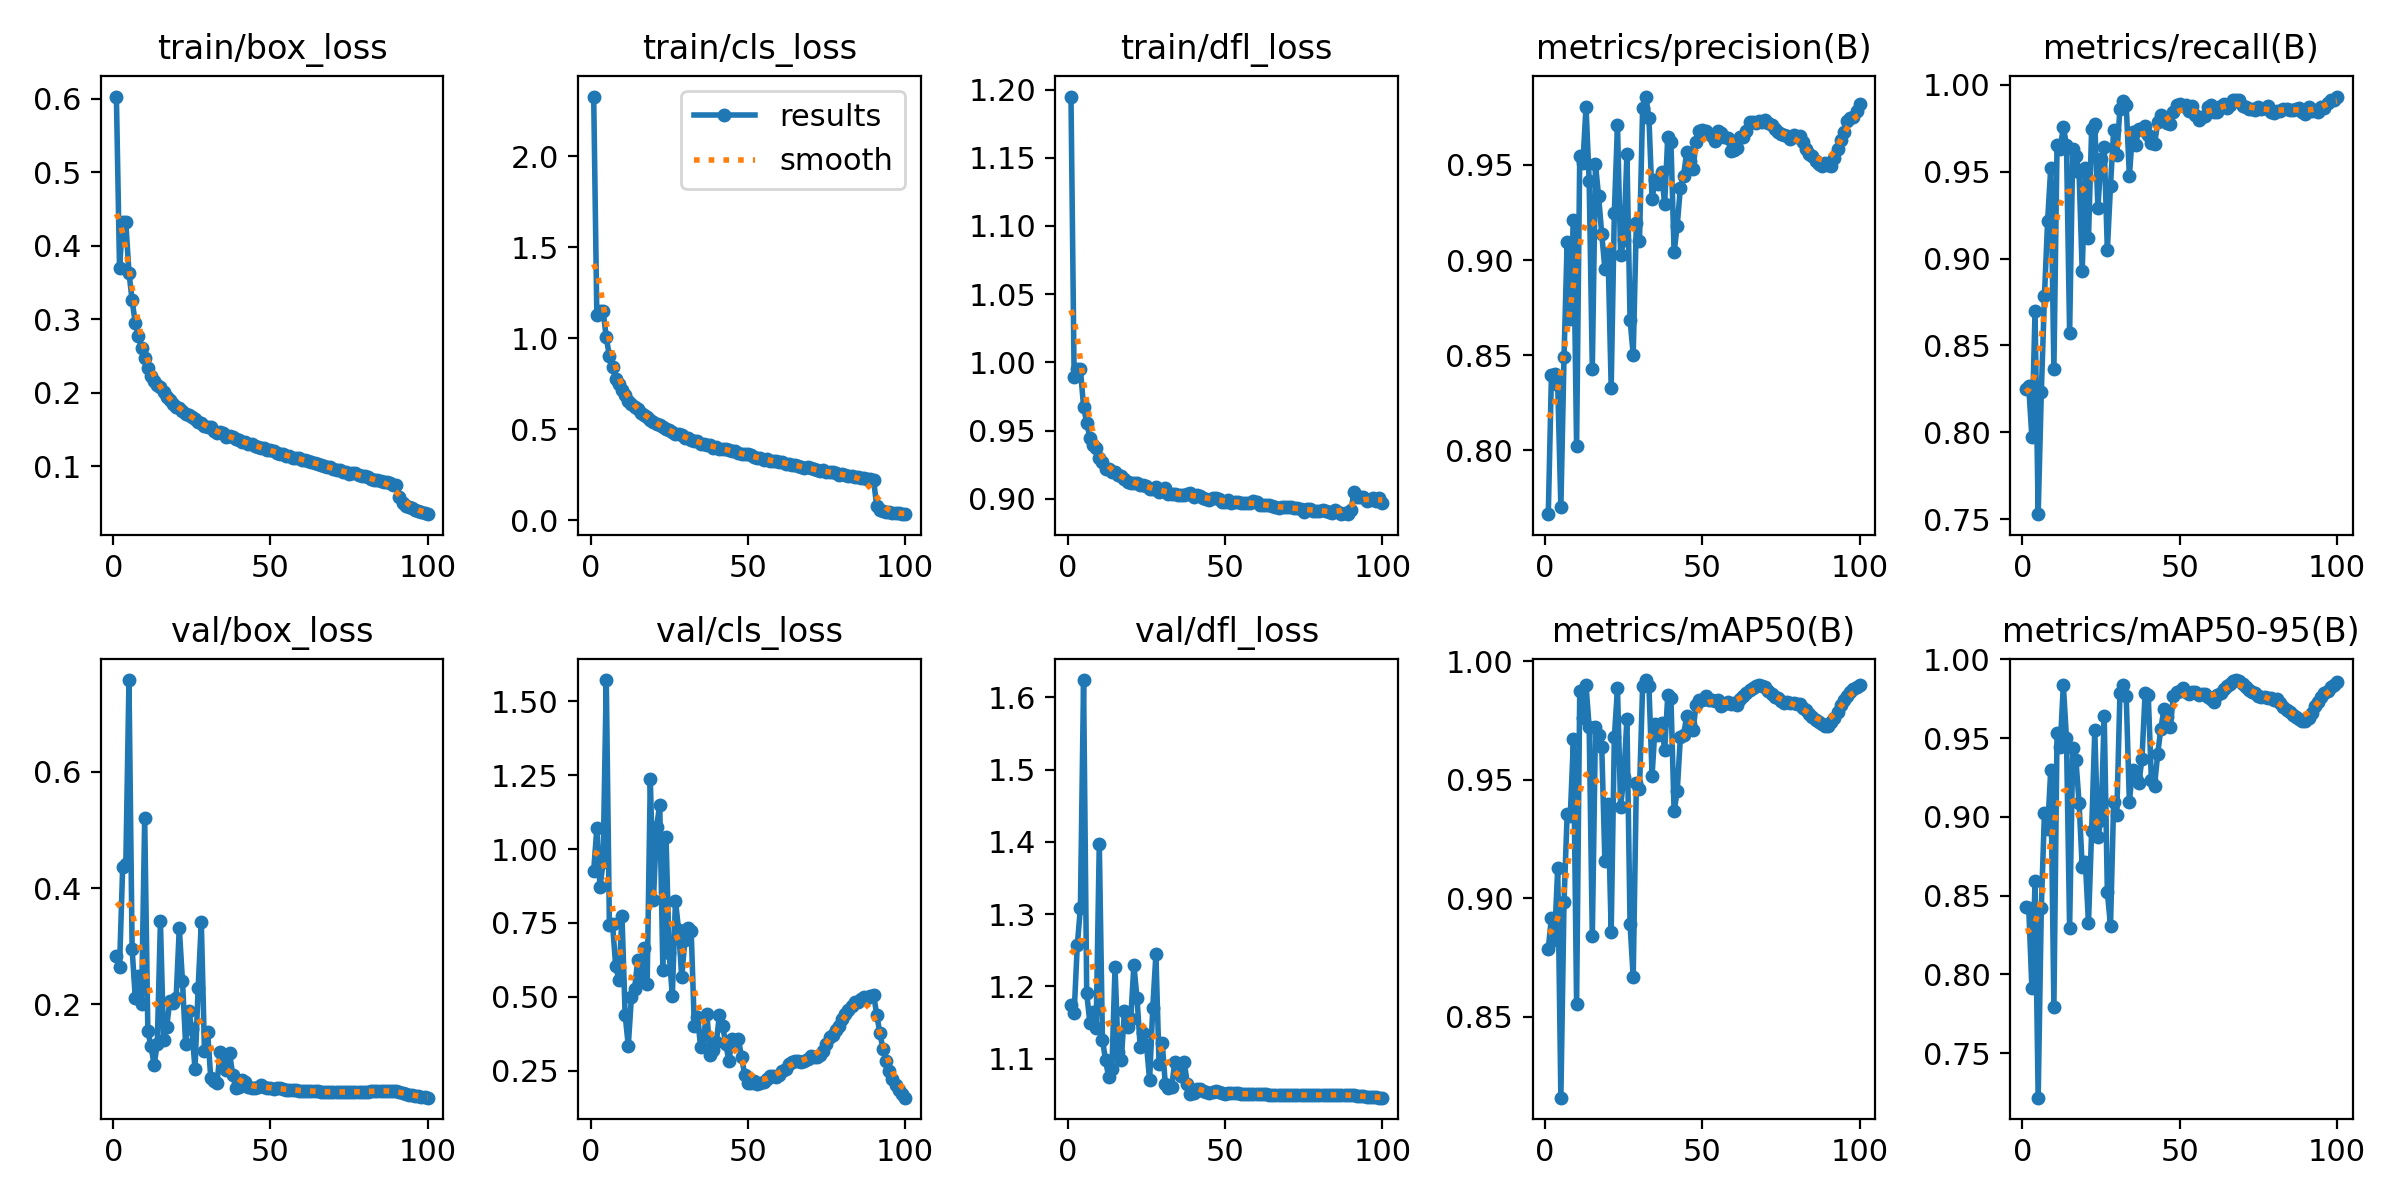 train/box_loss
0.6
0.5
0.4
0.3
0.2
0.1
0 50 100
train/cls_loss
results
smooth
2.0
1.5
1.0
0.5
0.0
0 50 100
train/dfl_loss
1.20
1.15
1.10
1.05
1.00
0.95
0.90
0 50 100
metrics/precision(B)
0.95
0.90
0.85
0.80
0 50 100
metrics/recall(B)
1.00
0.95
0.90
0.85
0.80
0.75
0 50 100
val/box_loss
0.6
0.4
0.2
0 50 100
val/cls_loss
1.50
1.25
1.00
0.75
0.50
0.25
0 50 100
val/dfl_loss
1.6
1.5
1.4
1.3
1.2
1.1
0 50 100
metrics/mAP50(B)
1.00
0.95
0.90
0.85
0 50 100
metrics/mAP50-95(B)
1.00
0.95
0.90
0.85
0.80
0.75
0 50 100